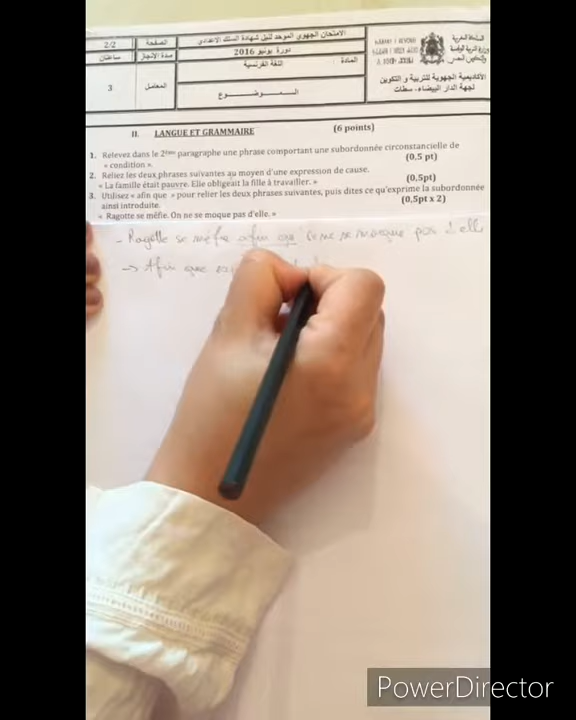 الامتحان الجهوي الموحد لنيل شهادة السلك الاعدادي
دورة يونيو 2016
الصفحة
2/2
المادة
اللغة الفرنسية
مدة الانجاز
ساعتان
الموضوع
المعامل
3
المملكة المغربية
الأكاديمية الجهوية للتربية و التكوين
لجهة الدار البيضاء- سطات
II. LANGUE ET GRAMMAIRE (6 points)
1. Relevez dans le 2ème paragraphe une phrase comportant une subordonnée circonstancielle de
« condition ». (0,5 pt)
2. Reliez les deux phrases suivantes au moyen d'une expression de cause.
« La famille était pauvre. Elle obligeait la fille à travailler. » (0,5pt)
3. Utilisez « afin que » pour relier les deux phrases suivantes, puis dites ce qu'exprime la subordonnée
ainsi introduite. (0,5pt x 2)
« Ragotte se méfie. On ne se moque pas d'elle. »
- Ragotte se méfie afin que se moque pas d'elle
→ Afin que
PowerDirector